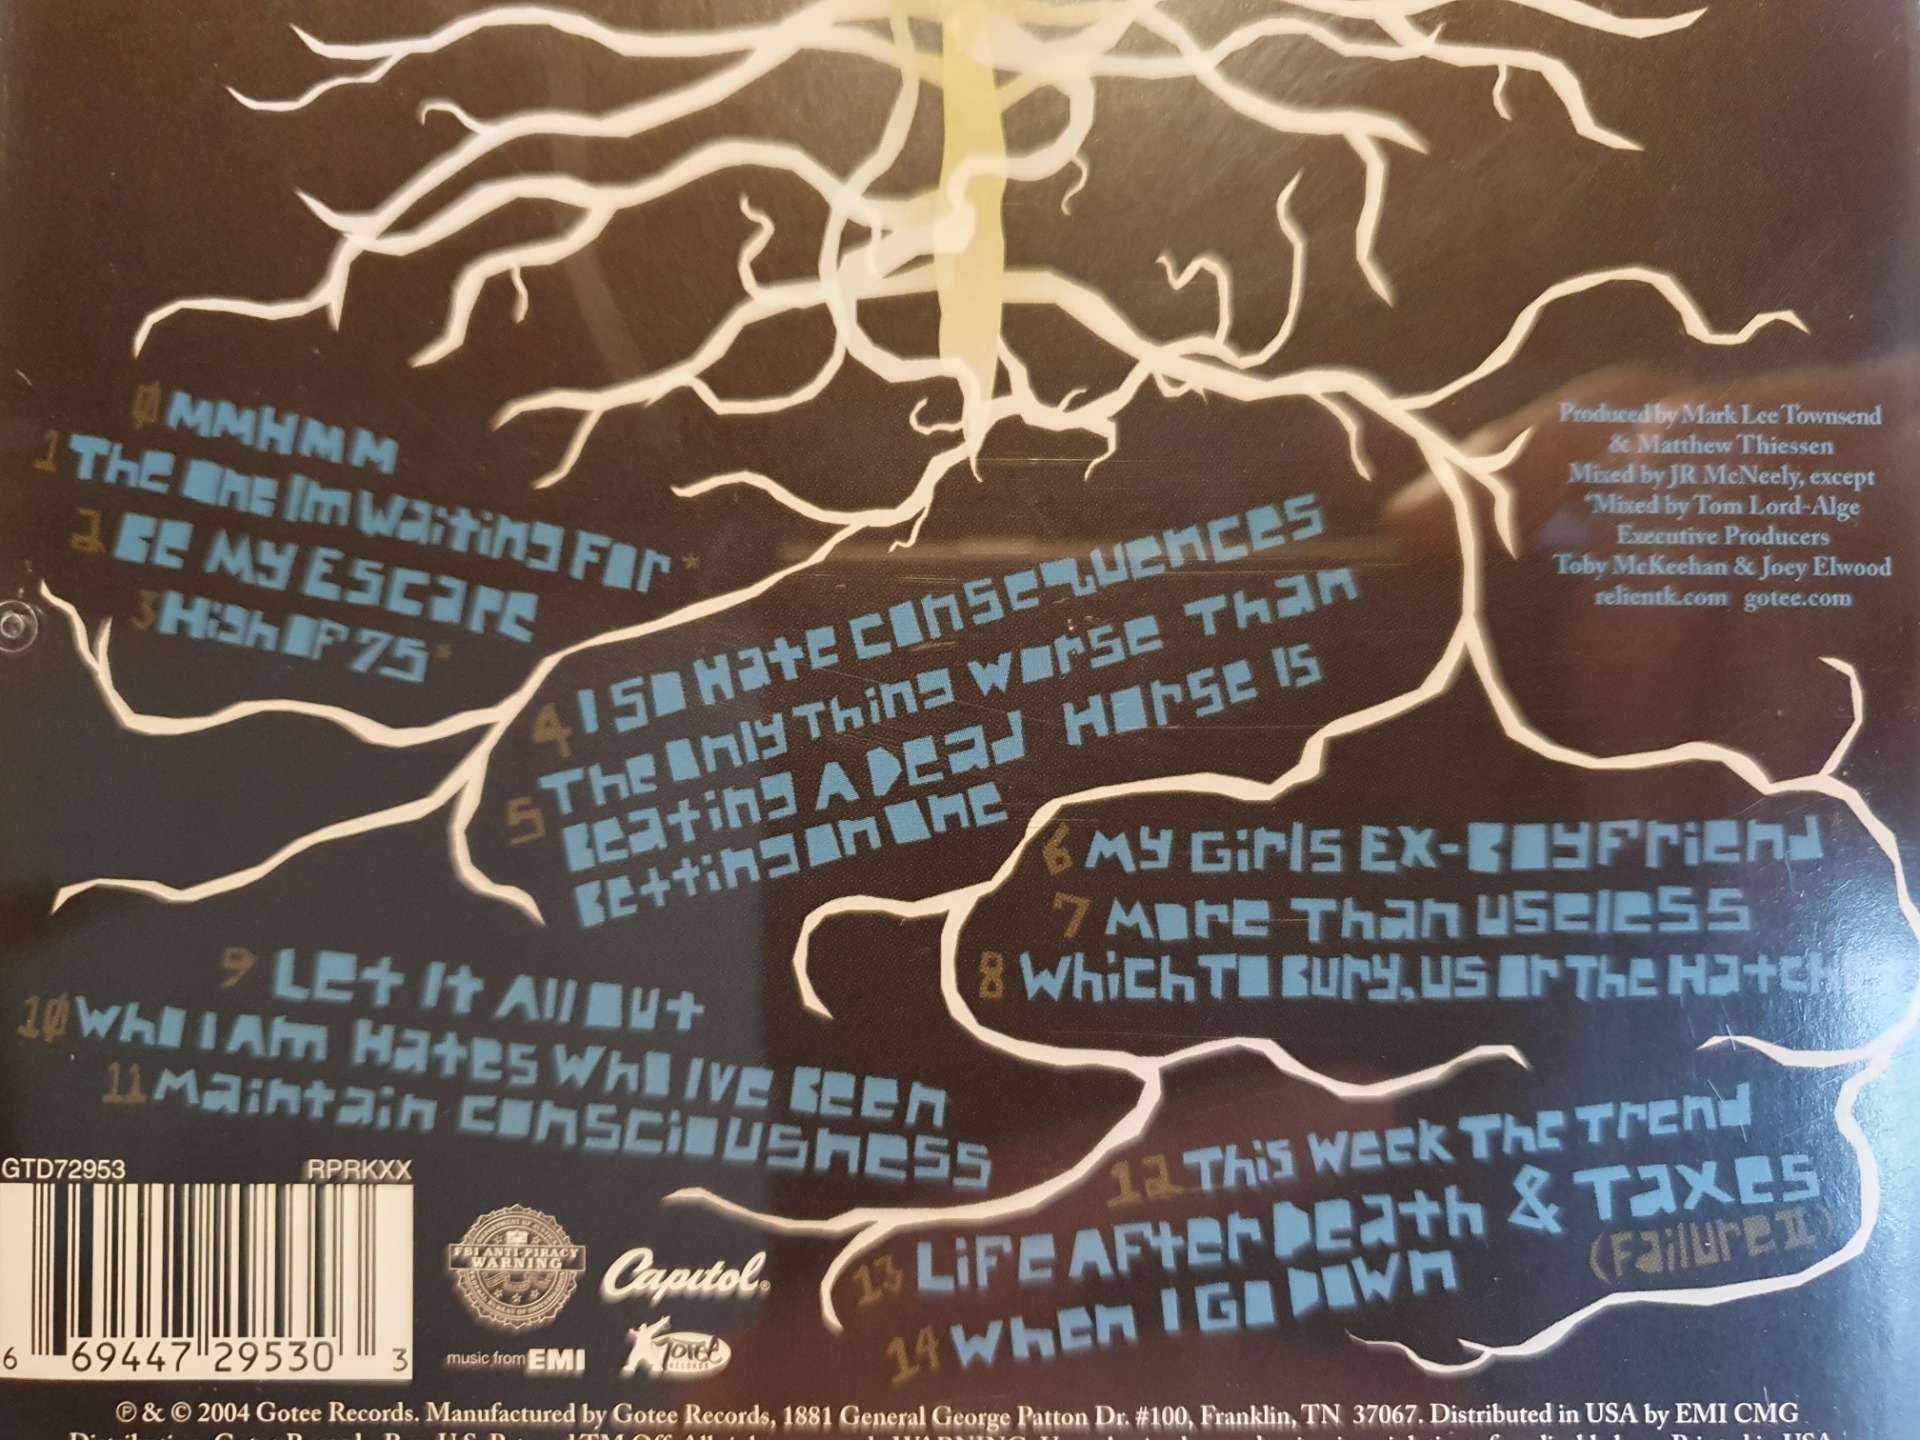 0 MMHMM
1 The One Im Waiting For *
2 Be My Escape
3 High Of 75 *
4 I So Hate Consequences
5 The Only Thing Worse Than
Beating A Dead Horse Is
Betting On One
6 My Girls Ex-Boyfriend *
7 More Than Useless
8 Which To Bury, Us Or The Hatch
9 Let It All Out
10 Who I Am Hates Who Ive Been
11 Maintain Consciousness
12 This Week The Trend
13 Life After Death & Taxes
(Failure II)
14 When I Go Down
Produced by Mark Lee Townsend
& Matthew Thiessen
Mixed by JR McNeely, except
*Mixed by Tom Lord-Alge
Executive Producers
Toby McKeehan & Joey Elwood
relientk.com gotee.com
GTD72953 RPRKXX
6 69447 29530 3
FBI ANTI-PIRACY
WARNING
Capitol®
music from EMI
Gotee
RECORDS
℗ & © 2004 Gotee Records. Manufactured by Gotee Records, 1881 General George Patton Dr. #100, Franklin, TN 37067. Distributed in USA by EMI CMG